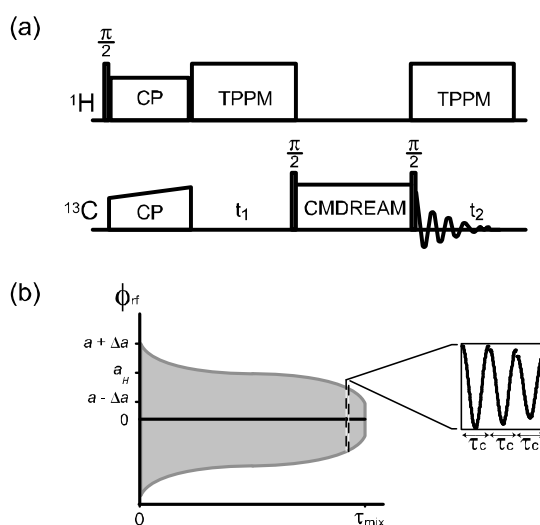 (a)
π/2
¹H CP TPPM TPPM
π/2 π/2
¹³C CP t₁ CMDREAM t₂
(b)
ϕrf
a + Δa
a_H
a - Δa
0
τc τc τc
0 τmix